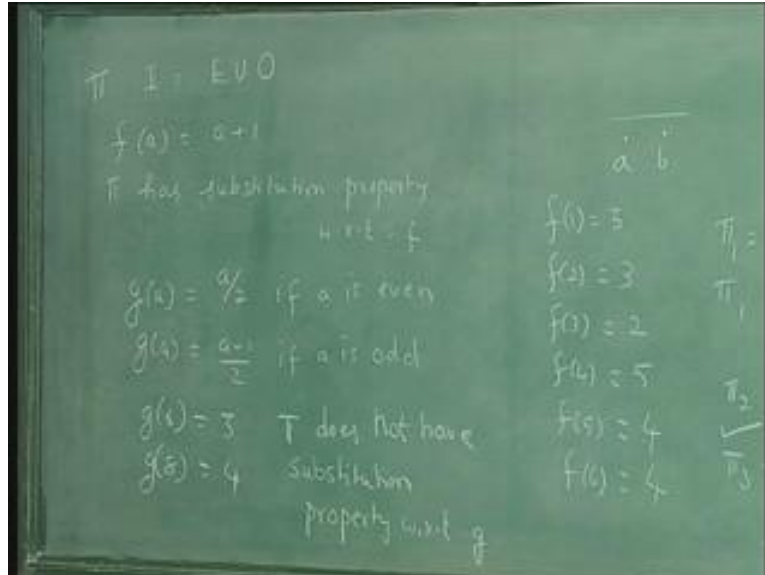 π I = E U O
f(a) = a+1
π has substitution property
w.r.t. f
g(a) = a/2 if a is even
g(a) = a-1/2 if a is odd
g(6) = 3 π does not have
g(8) = 4 substitution
property w.r.t g
a b
f(1) = 3
f(2) = 3
f(3) = 2
f(4) = 5
f(5) = 4
f(6) = 4
π₁ =
π₁
π₂
π₃